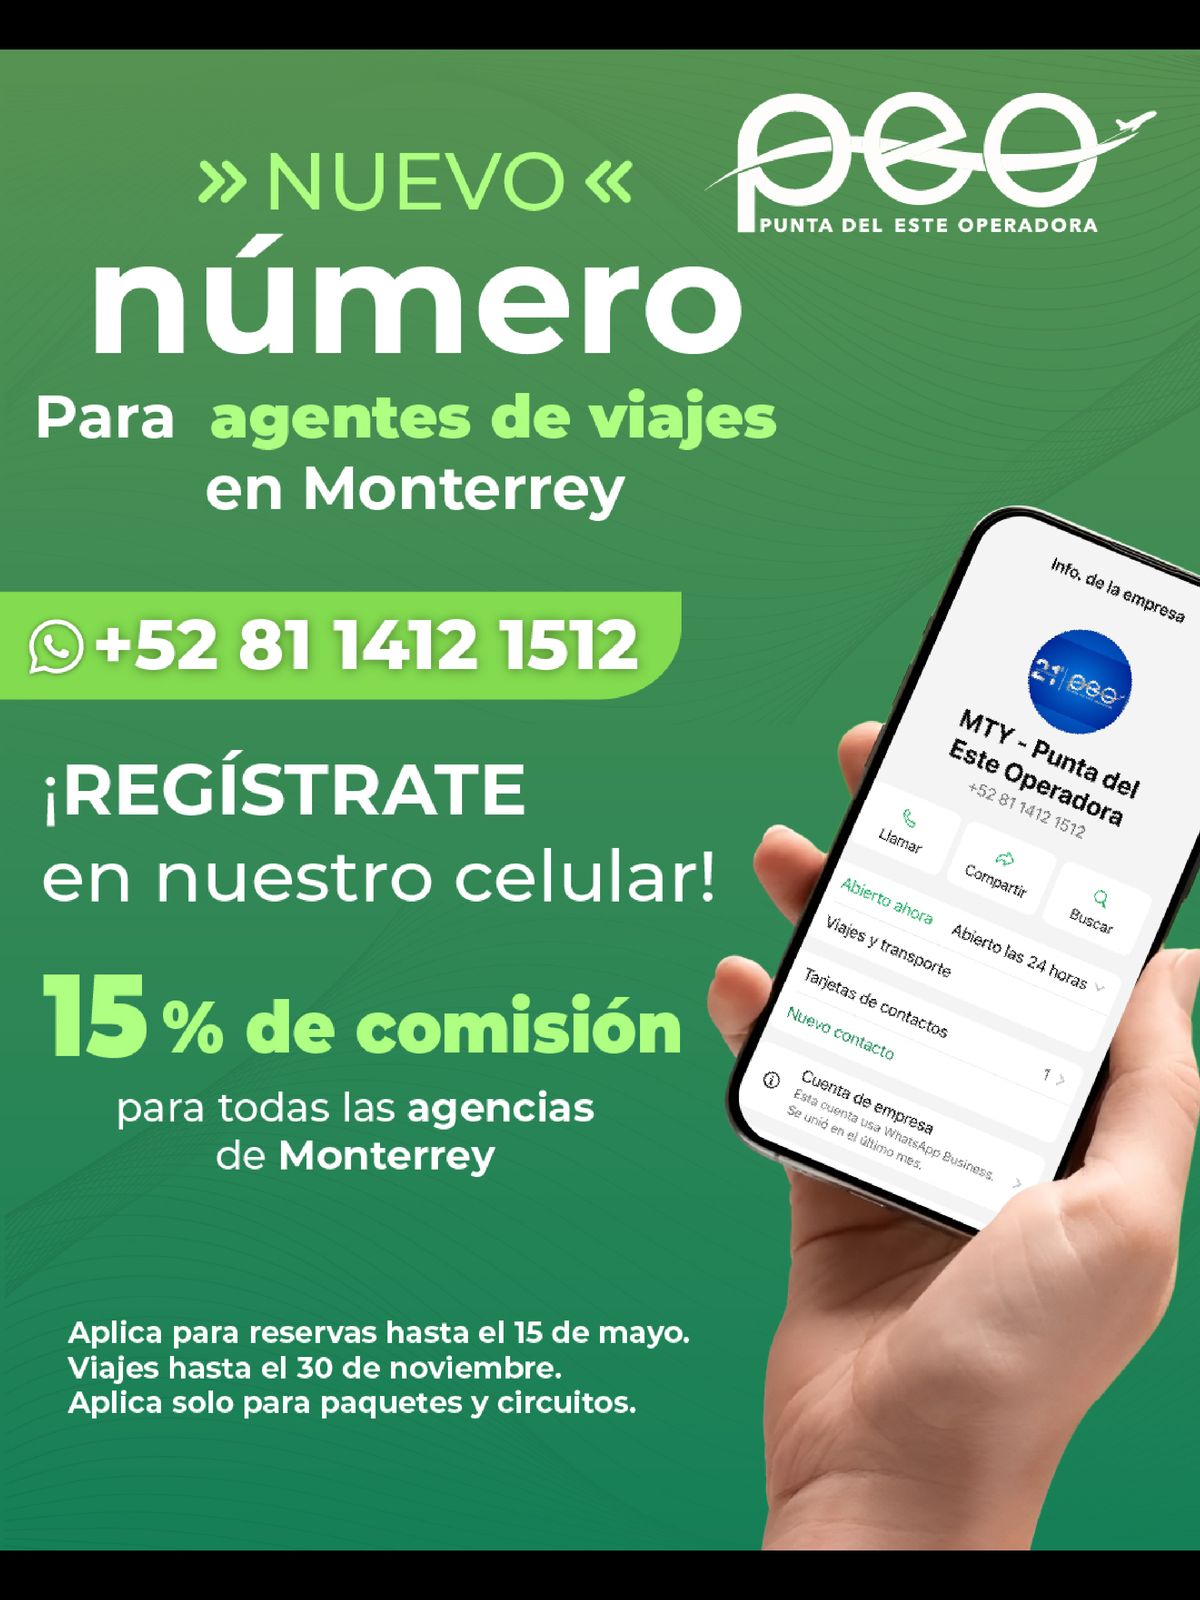 peo
PUNTA DEL ESTE OPERADORA
» NUEVO «
número
Para agentes de viajes
en Monterrey
+52 81 1412 1512
¡REGÍSTRATE
en nuestro celular!
15 % de comisión
para todas las agencias
de Monterrey
Aplica para reservas hasta el 15 de mayo.
Viajes hasta el 30 de noviembre.
Aplica solo para paquetes y circuitos.
Info. de la empresa
21 peo
MTY - Punta del
Este Operadora
+52 81 1412 1512
Llamar
Compartir
Buscar
Abierto ahora Abierto las 24 horas
Viajes y transporte
Tarjetas de contactos
1
Nuevo contacto
Cuenta de empresa
Esta cuenta usa WhatsApp Business.
Se unió en el último mes.